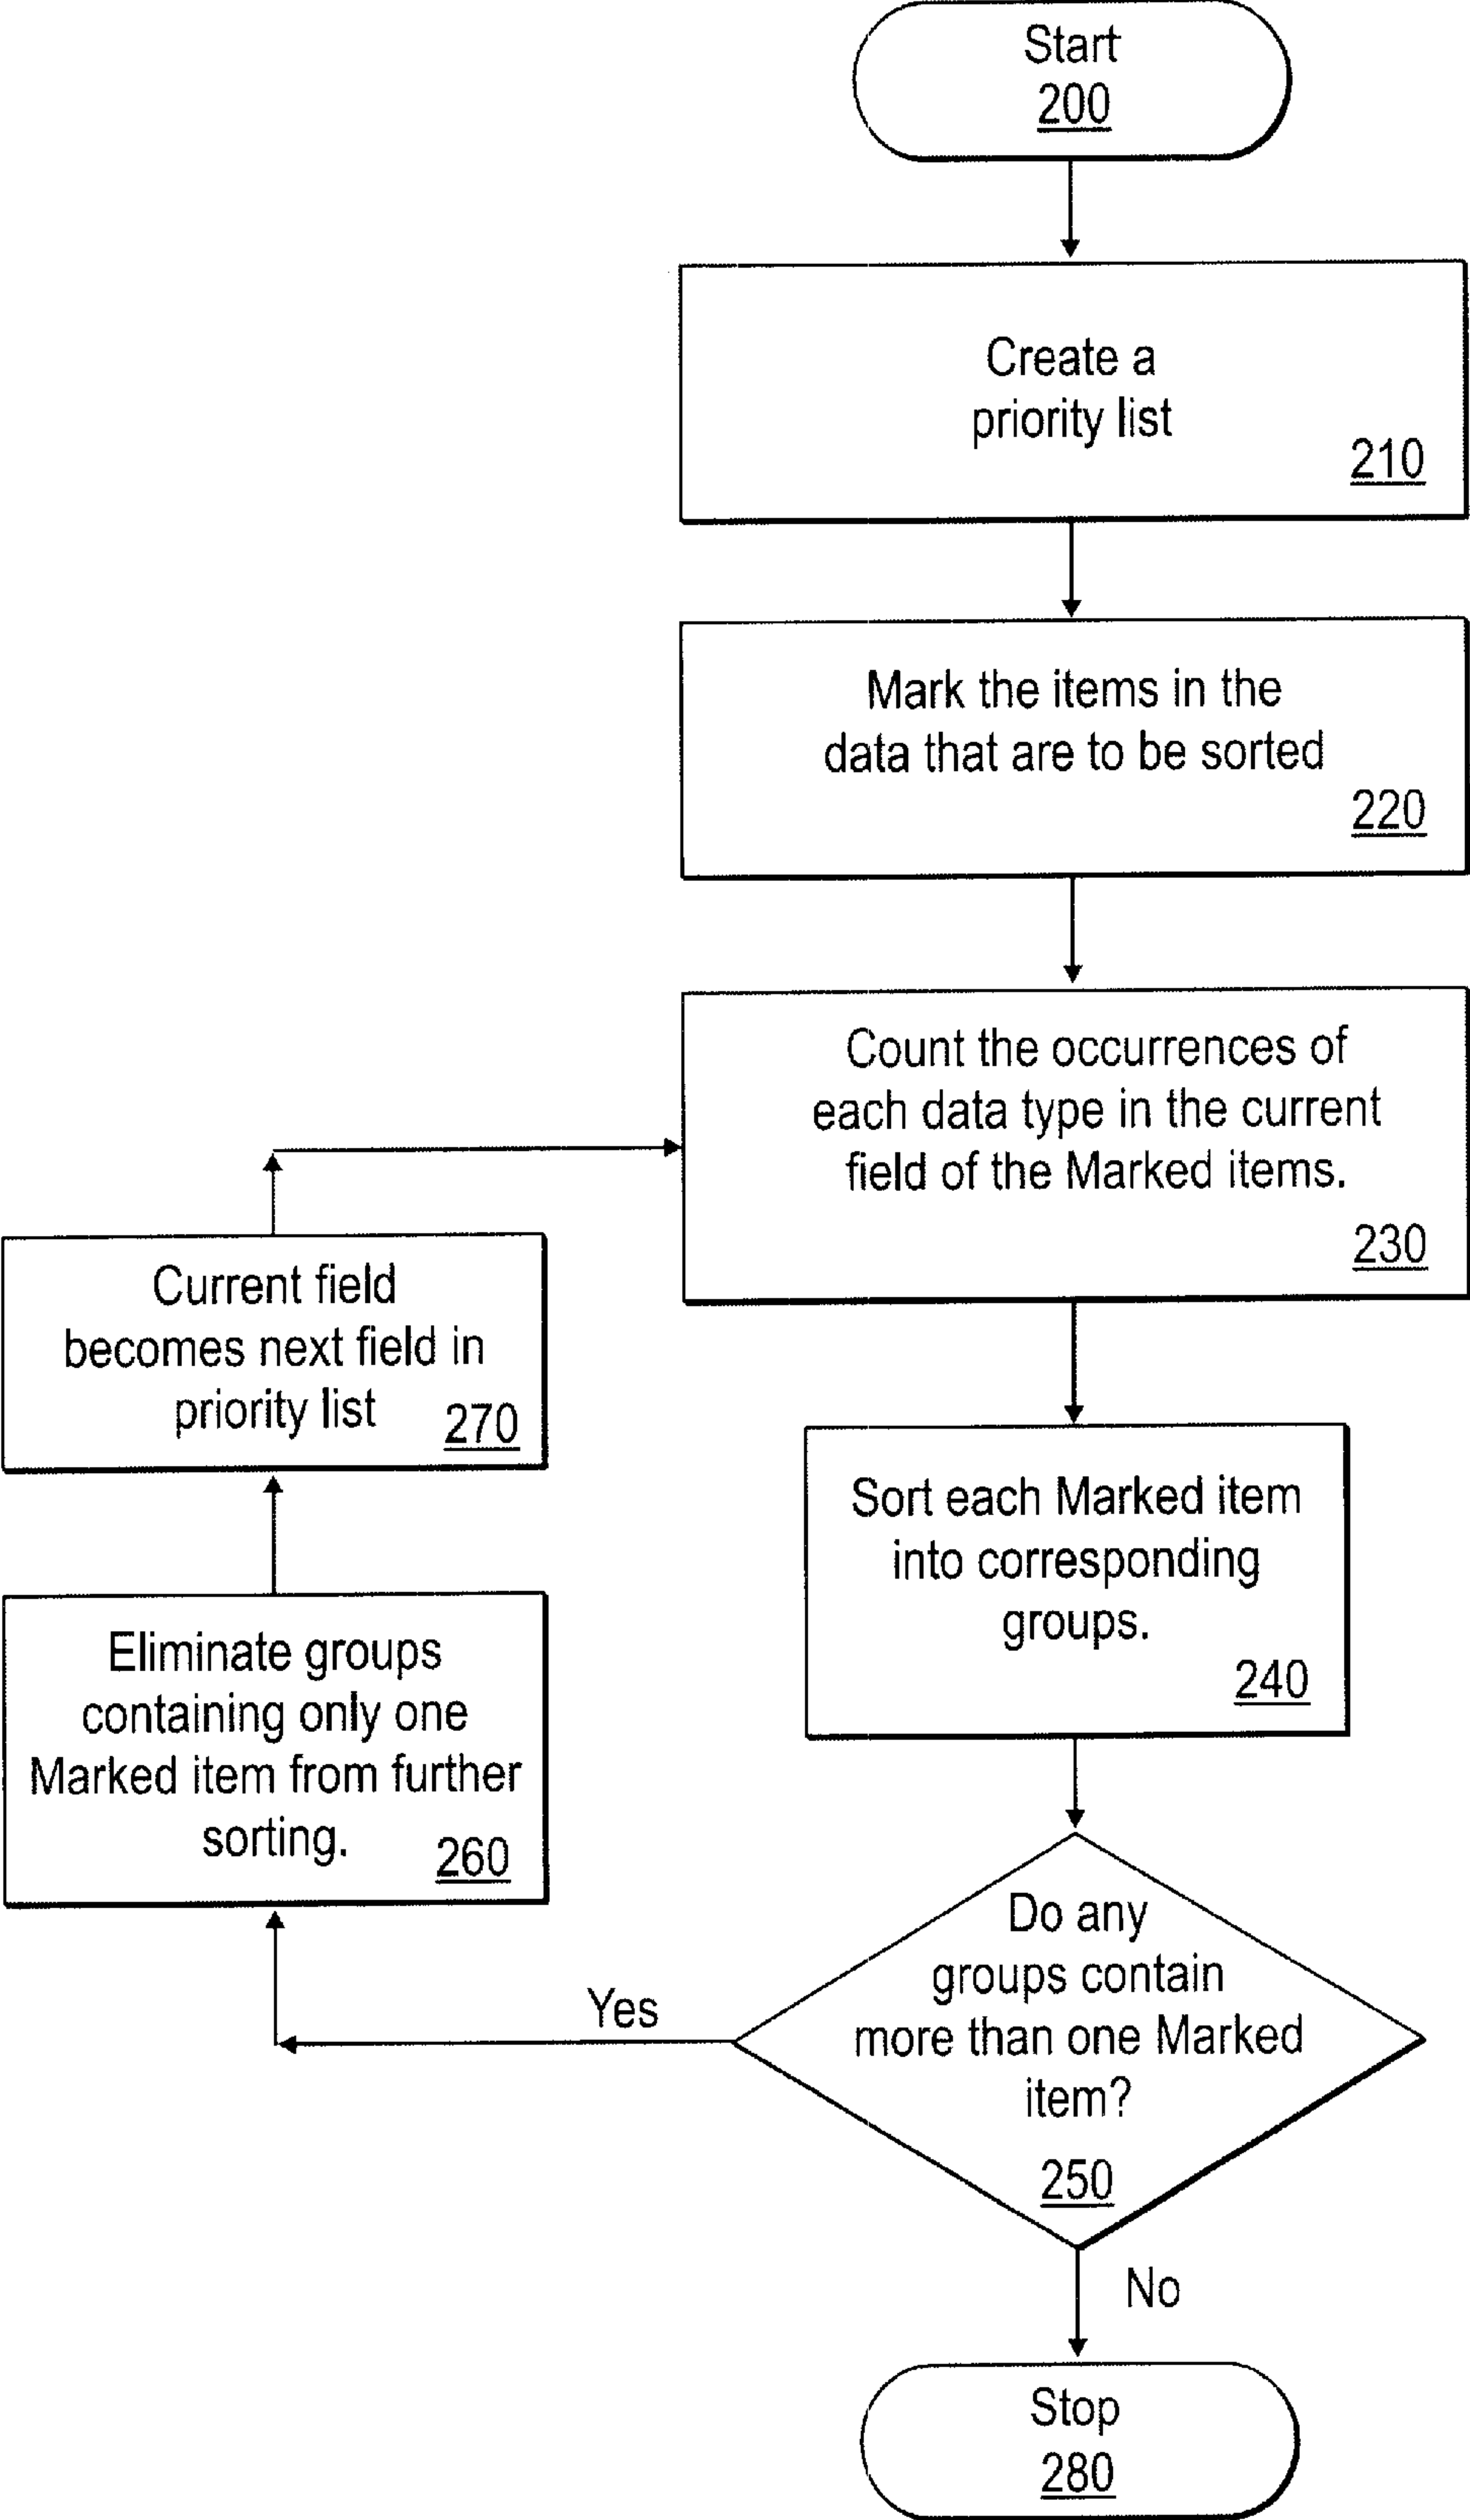 Start
200
Create a
priority list
210
Mark the items in the
data that are to be sorted
220
Count the occurrences of
each data type in the current
field of the Marked items.
230
Sort each Marked item
into corresponding
groups.
240
Do any
groups contain
more than one Marked
item?
250
Yes
Eliminate groups
containing only one
Marked item from further
sorting.
260
Current field
becomes next field in
priority list
270
No
Stop
280